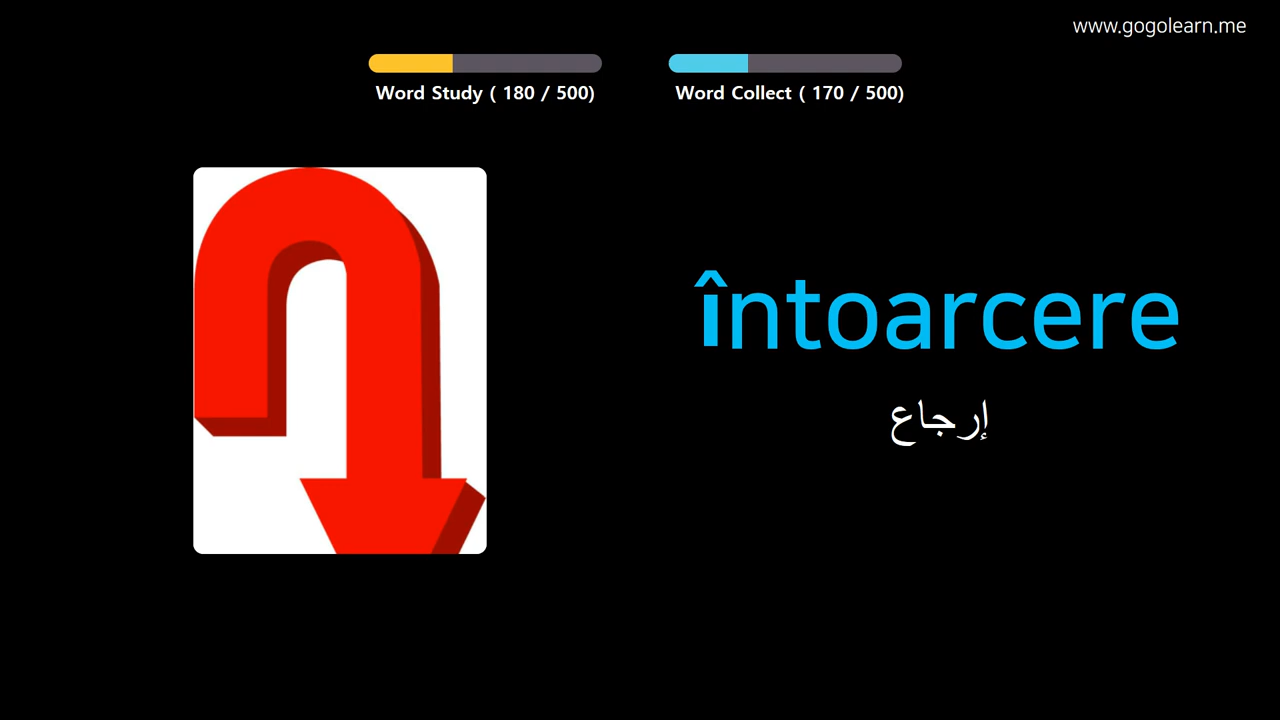 www.gogolearn.me
Word Study ( 180 / 500)
Word Collect ( 170 / 500)
întoarcere
إرجاع